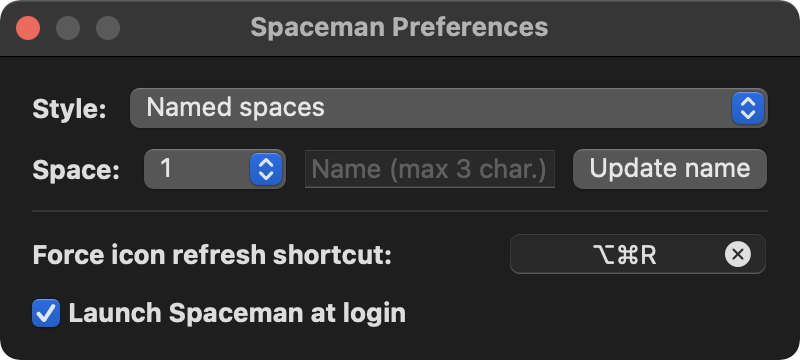 Spaceman Preferences
Style: Named spaces
Space: 1 Name (max 3 char.) Update name
Force icon refresh shortcut: ⌥⌘R
Launch Spaceman at login